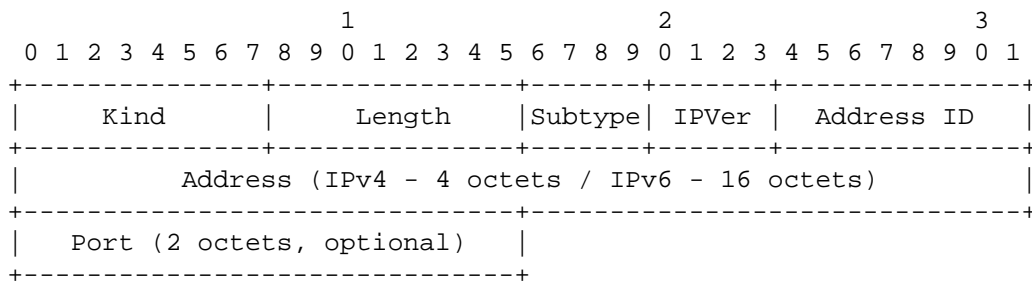 1                   2                   3
 0 1 2 3 4 5 6 7 8 9 0 1 2 3 4 5 6 7 8 9 0 1 2 3 4 5 6 7 8 9 0 1
+---------------+---------------+-------+-------+---------------+
|     Kind      |     Length    |Subtype| IPVer |  Address ID   |
+---------------+---------------+-------+-------+---------------+
|          Address (IPv4 - 4 octets / IPv6 - 16 octets)         |
+-------------------------------+-------------------------------+
|   Port (2 octets, optional)   |
+-------------------------------+